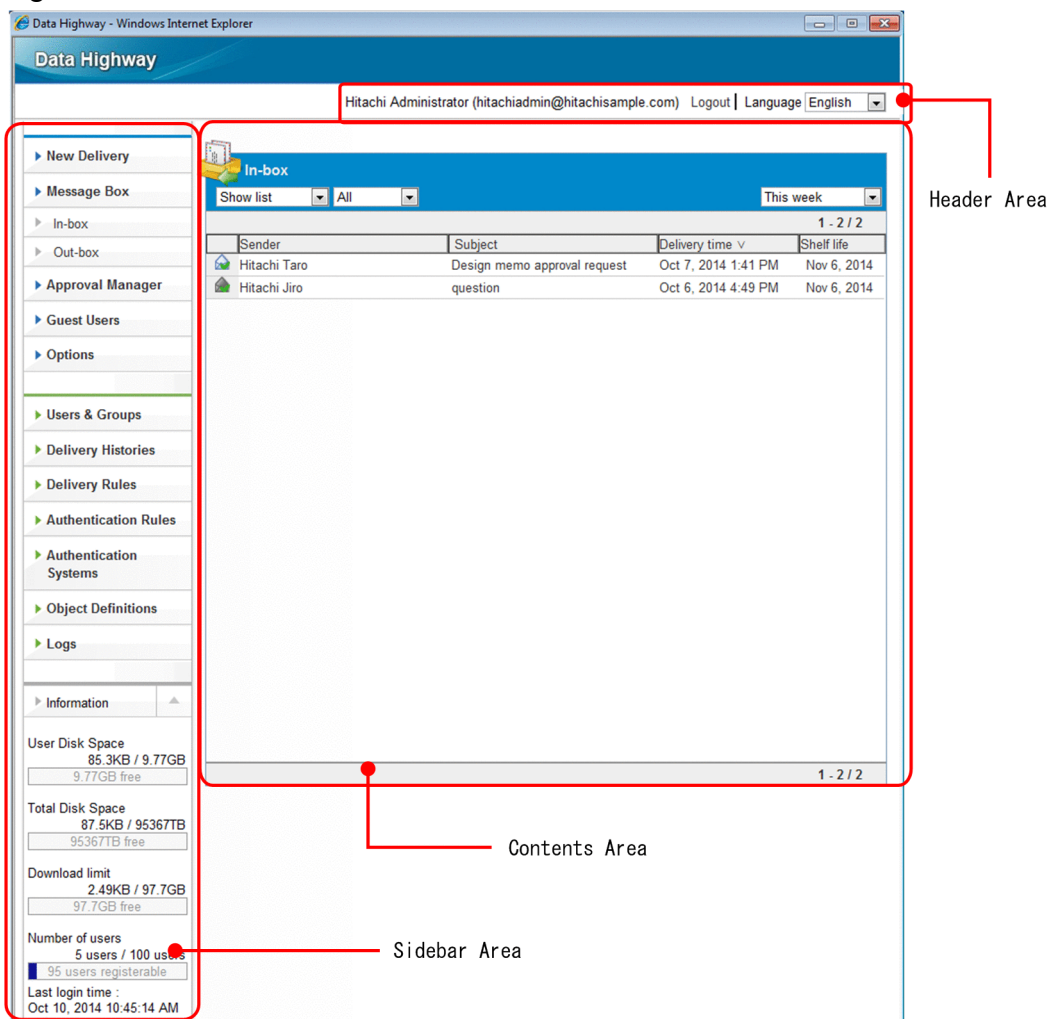 Data Highway - Windows Internet Explorer
Data Highway
Hitachi Administrator (hitachiadmin@hitachisample.com) Logout Language English
Header Area
New Delivery
Message Box
In-box
Out-box
Approval Manager
Guest Users
Options
Users & Groups
Delivery Histories
Delivery Rules
Authentication Rules
Authentication
Systems
Object Definitions
Logs
Information
User Disk Space
85.3KB / 9.77GB
9.77GB free
Total Disk Space
87.5KB / 95367TB
95367TB free
Download limit
2.49KB / 97.7GB
97.7GB free
Number of users
5 users / 100 users
95 users registerable
Last login time :
Oct 10, 2014 10:45:14 AM
In-box
Show list All This week
1 - 2 / 2
Sender Subject Delivery time ∨ Shelf life
Hitachi Taro Design memo approval request Oct 7, 2014 1:41 PM Nov 6, 2014
Hitachi Jiro question Oct 6, 2014 4:49 PM Nov 6, 2014
1 - 2 / 2
Contents Area
Sidebar Area